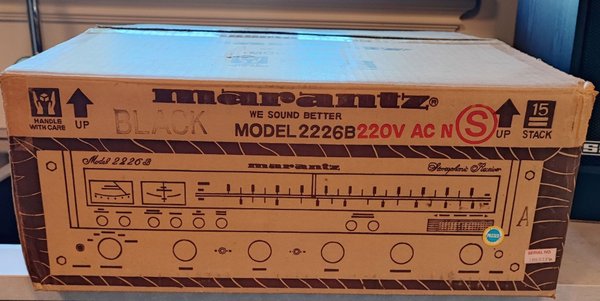 marantz®
WE SOUND BETTER
HANDLE WITH CARE
UP
BLACK
MODEL 2226B 220V AC N S
UP
15
STACK
Model 2226B
marantz
Stereophonic Receiver
A
SERIAL NO.